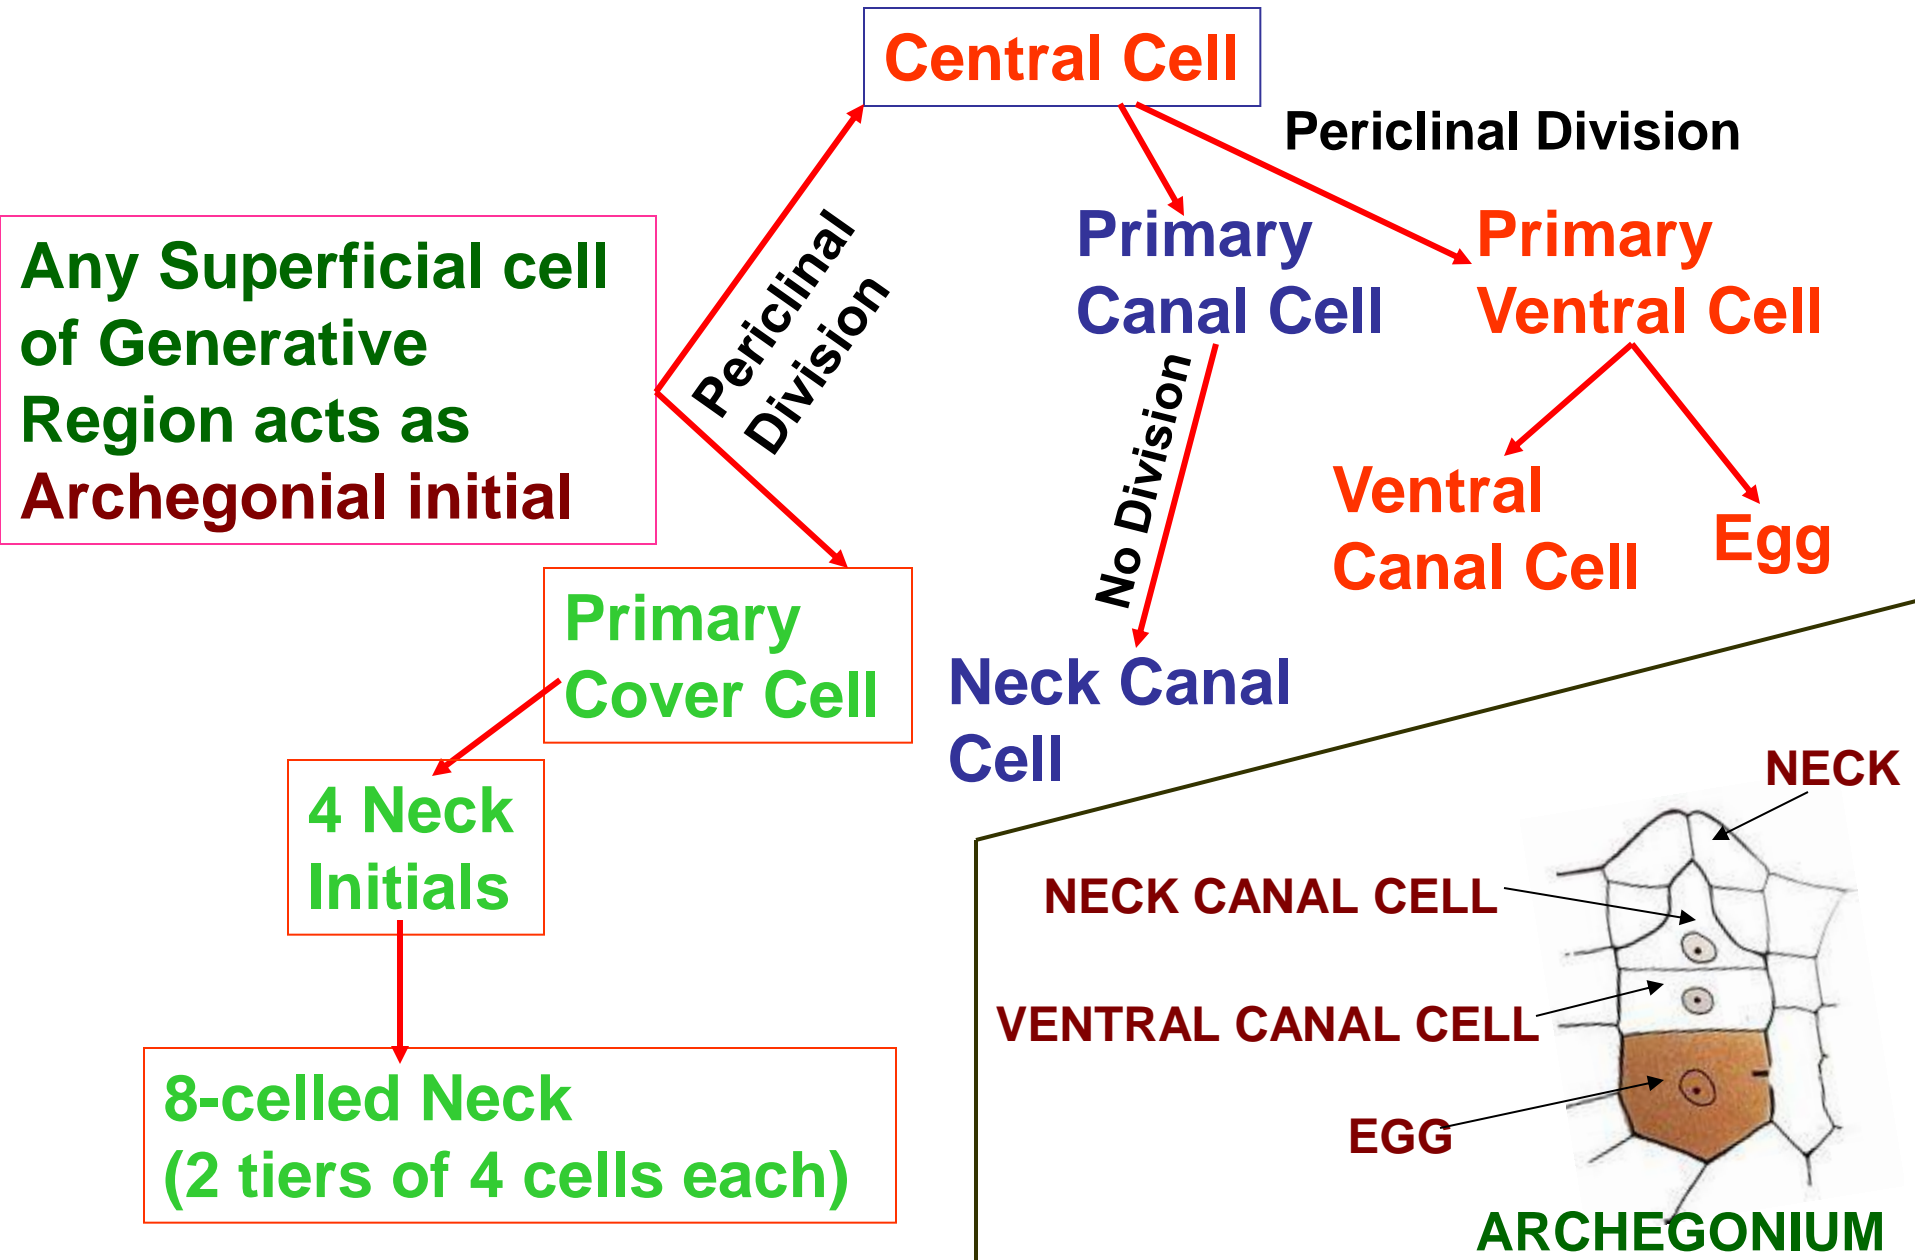 Central Cell
Periclinal Division
Any Superficial cell
of Generative
Region acts as
Archegonial initial
Periclinal
Division
Primary
Canal Cell
Primary
Ventral Cell
No Division
Ventral
Canal Cell
Egg
Primary
Cover Cell
Neck Canal
Cell
4 Neck
Initials
8-celled Neck
(2 tiers of 4 cells each)
NECK
NECK CANAL CELL
VENTRAL CANAL CELL
EGG
ARCHEGONIUM